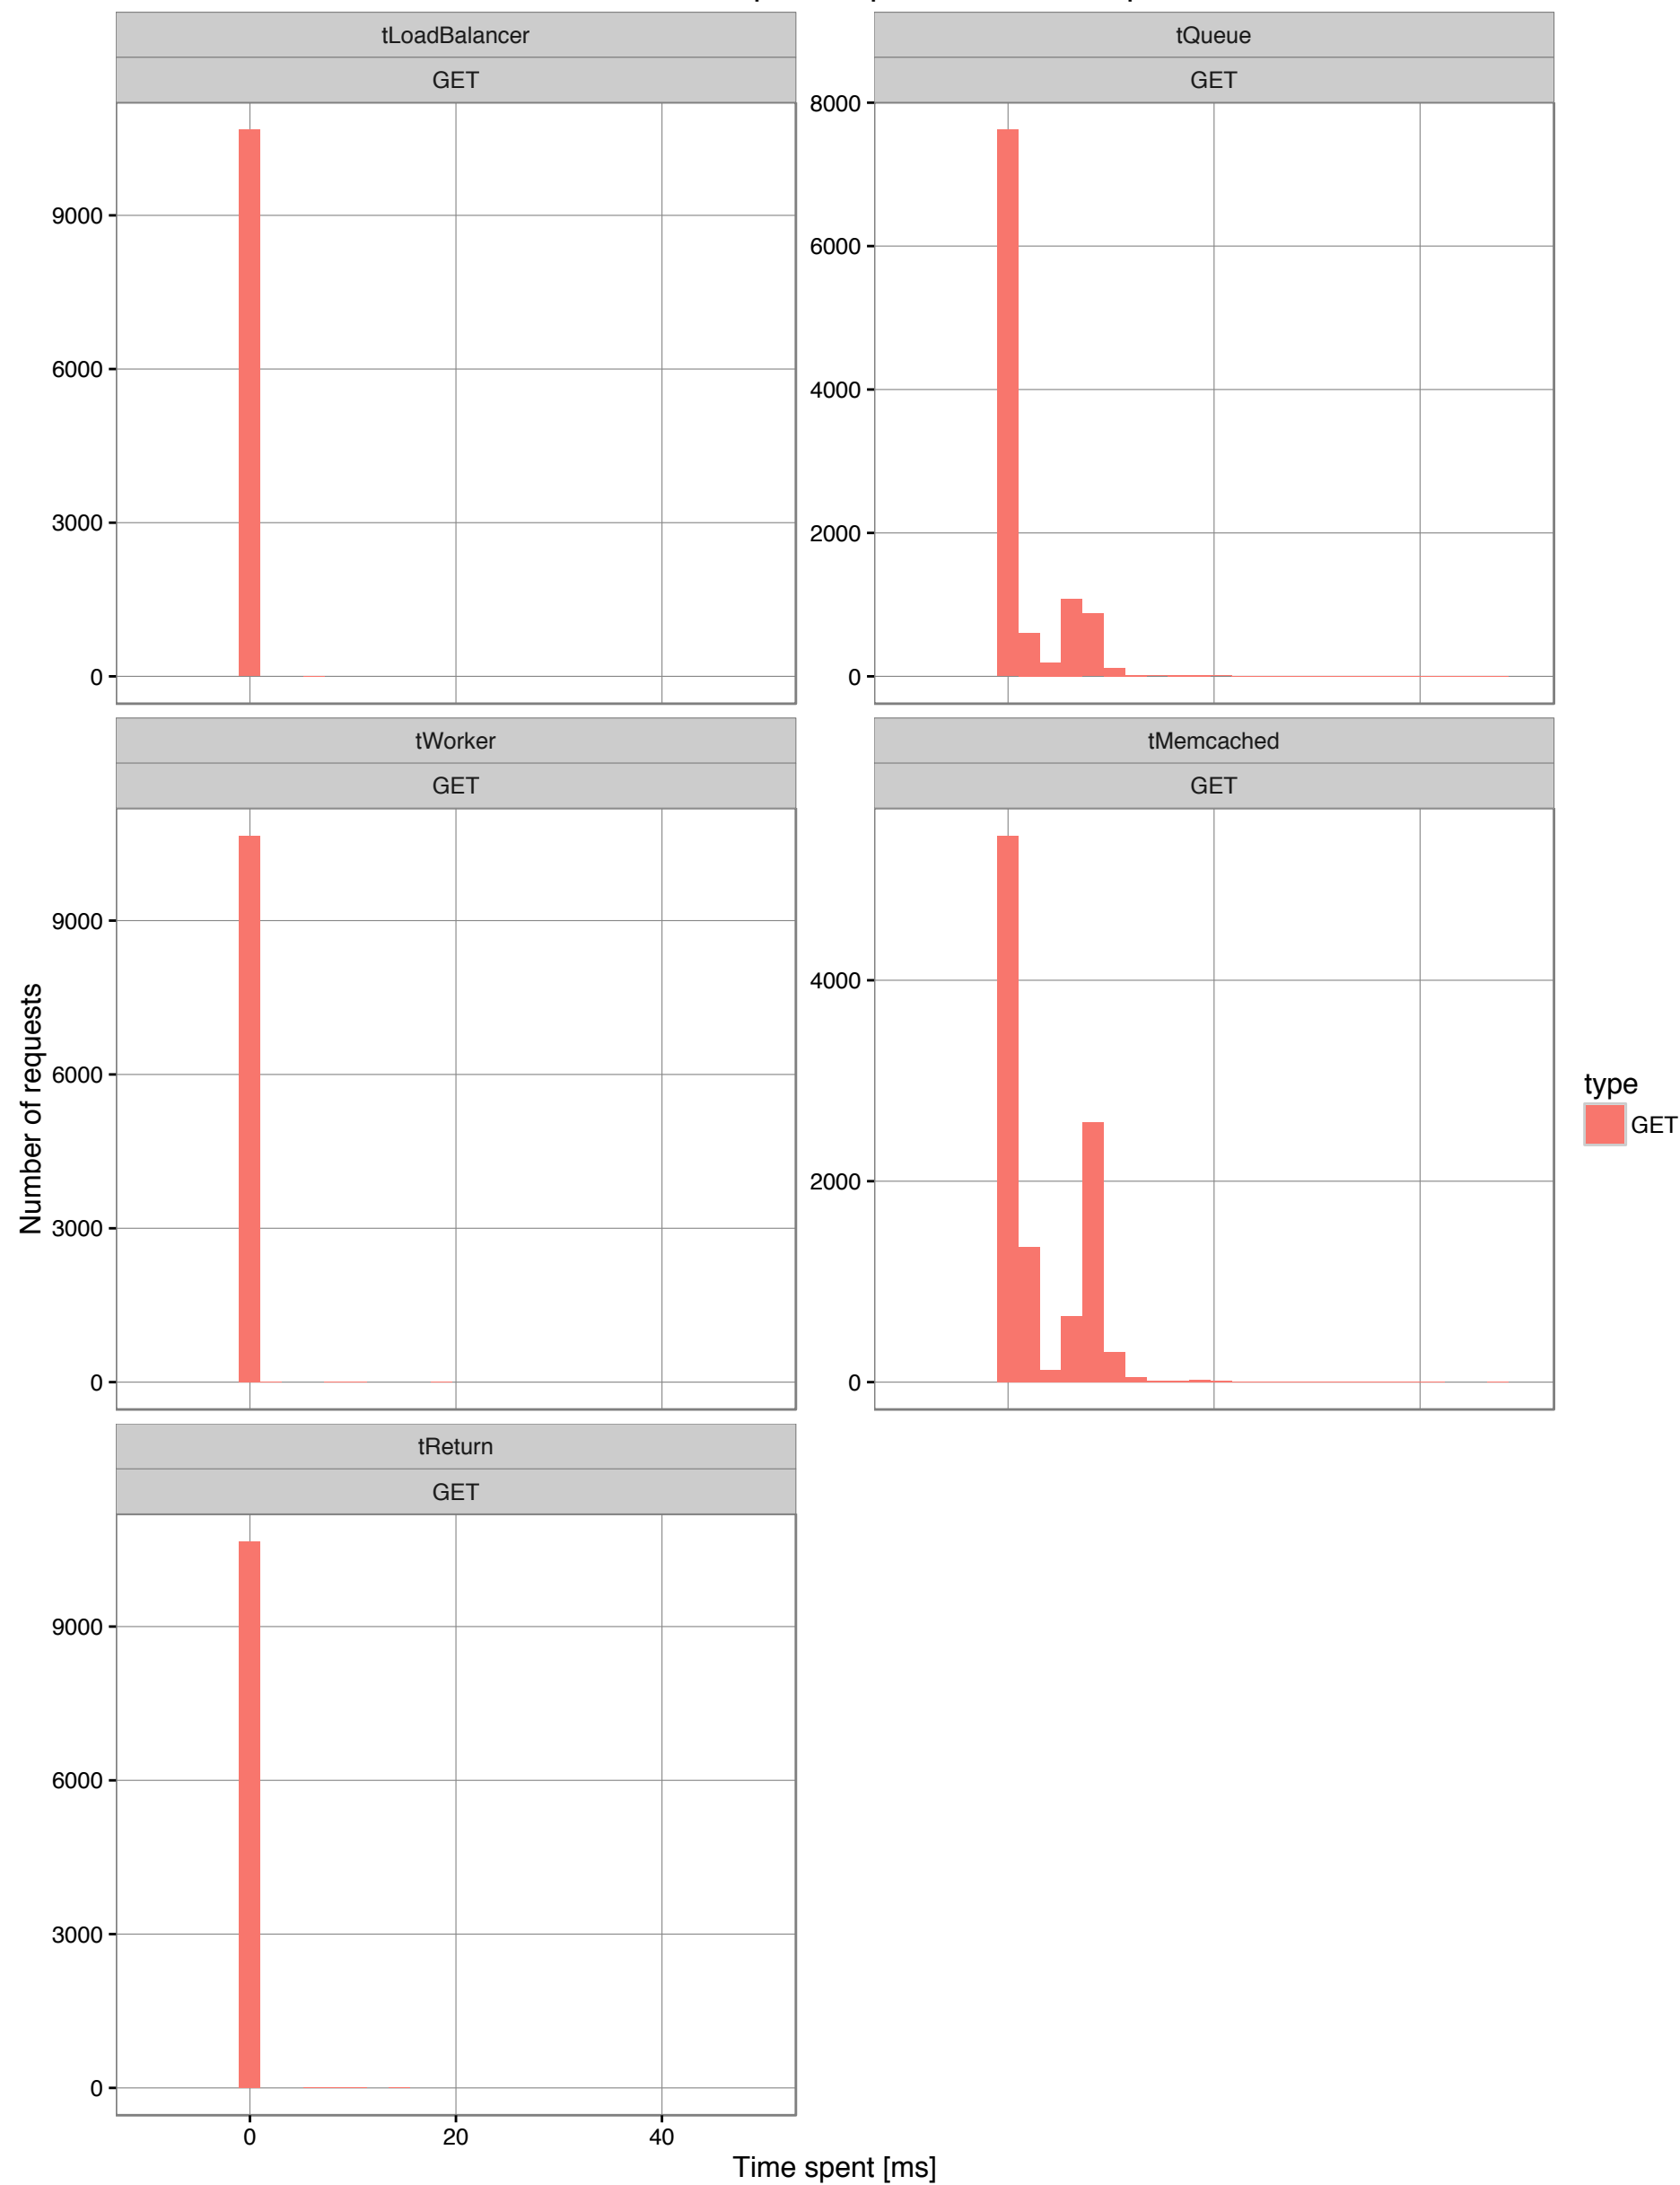 tLoadBalancer
GET
9000
6000
3000
0
tQueue
GET
8000
6000
4000
2000
0
tWorker
GET
9000
6000
3000
0
tMemcached
GET
4000
2000
0
tReturn
GET
9000
6000
3000
0
0 20 40
Time spent [ms]
Number of requests
type
GET